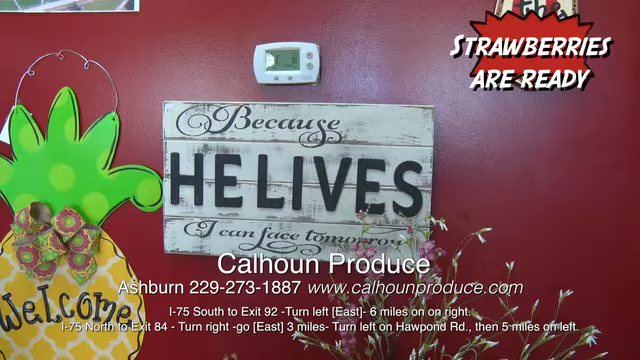 the
STRAWBERRIES
ARE READY
Because
HE LIVES
I can face tomorrow
Welcome
Calhoun Produce
Ashburn 229-273-1887 www.calhounproduce.com
I-75 South to Exit 92 -Turn left [East]- 6 miles on on right.
I-75 North to Exit 84 - Turn right -go [East] 3 miles- Turn left on Hawpond Rd., then 5 miles on left.